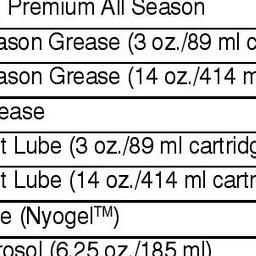 Premium All Season
ason Grease (3 oz./89 ml c
ason Grease (14 oz./414 m
ease
t Lube (3 oz./89 ml cartridg
t Lube (14 oz./414 ml cartr
e (Nyogel™)
rosol (6.25 oz./185 ml)